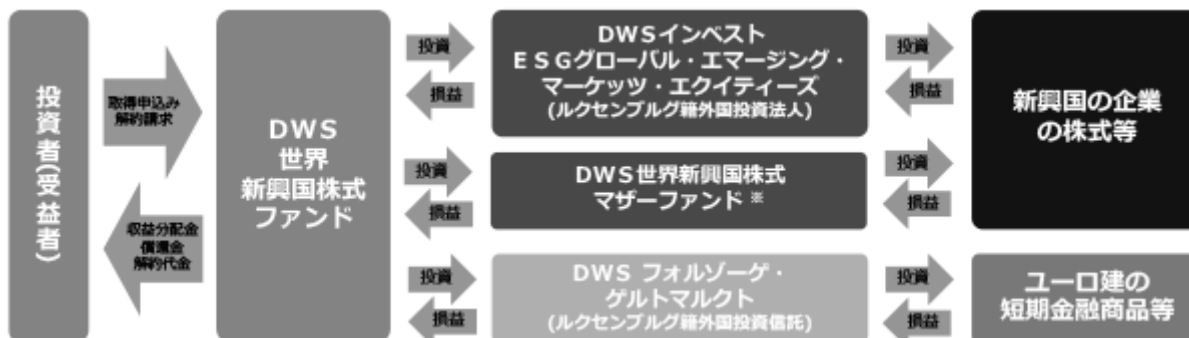 投資者(受益者)
取得申込み
解約請求
収益分配金
償還金
解約代金
DWS
世界
新興国株式
ファンド
投資
損益
DWSインベスト
ＥＳＧグローバル・エマージング・
マーケッツ・エクイティーズ
(ルクセンブルグ籍外国投資法人)
投資
損益
新興国の企業
の株式等
投資
損益
DWS世界新興国株式
マザーファンド※
投資
損益
投資
損益
DWS フォルゾーゲ・
ゲルトマルクト
(ルクセンブルグ籍外国投資信託)
投資
損益
ユーロ建の
短期金融商品等